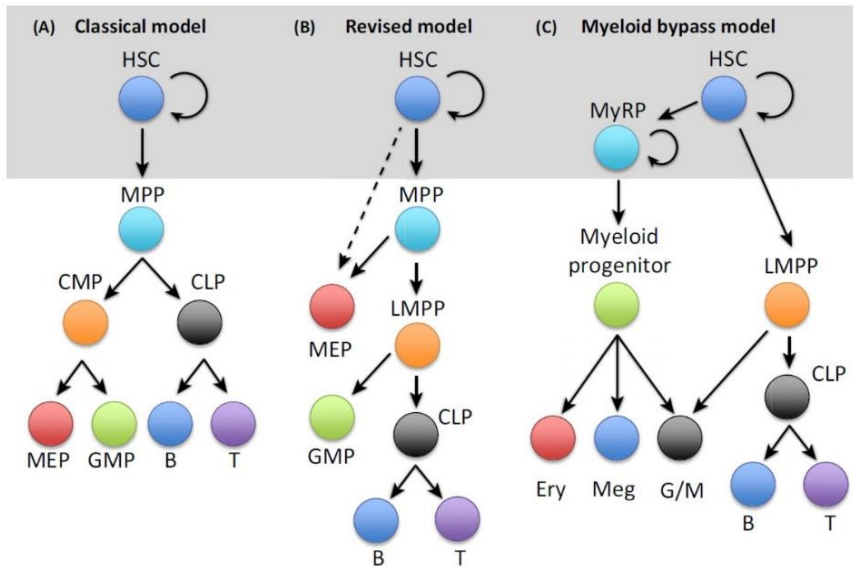 (A) Classical model
HSC
MPP
CMP CLP
MEP GMP B T
(B) Revised model
HSC
MPP
LMPP
MEP
GMP
CLP
B T
(C) Myeloid bypass model
HSC
MyRP
Myeloid
progenitor
LMPP
CLP
Ery Meg G/M
B T